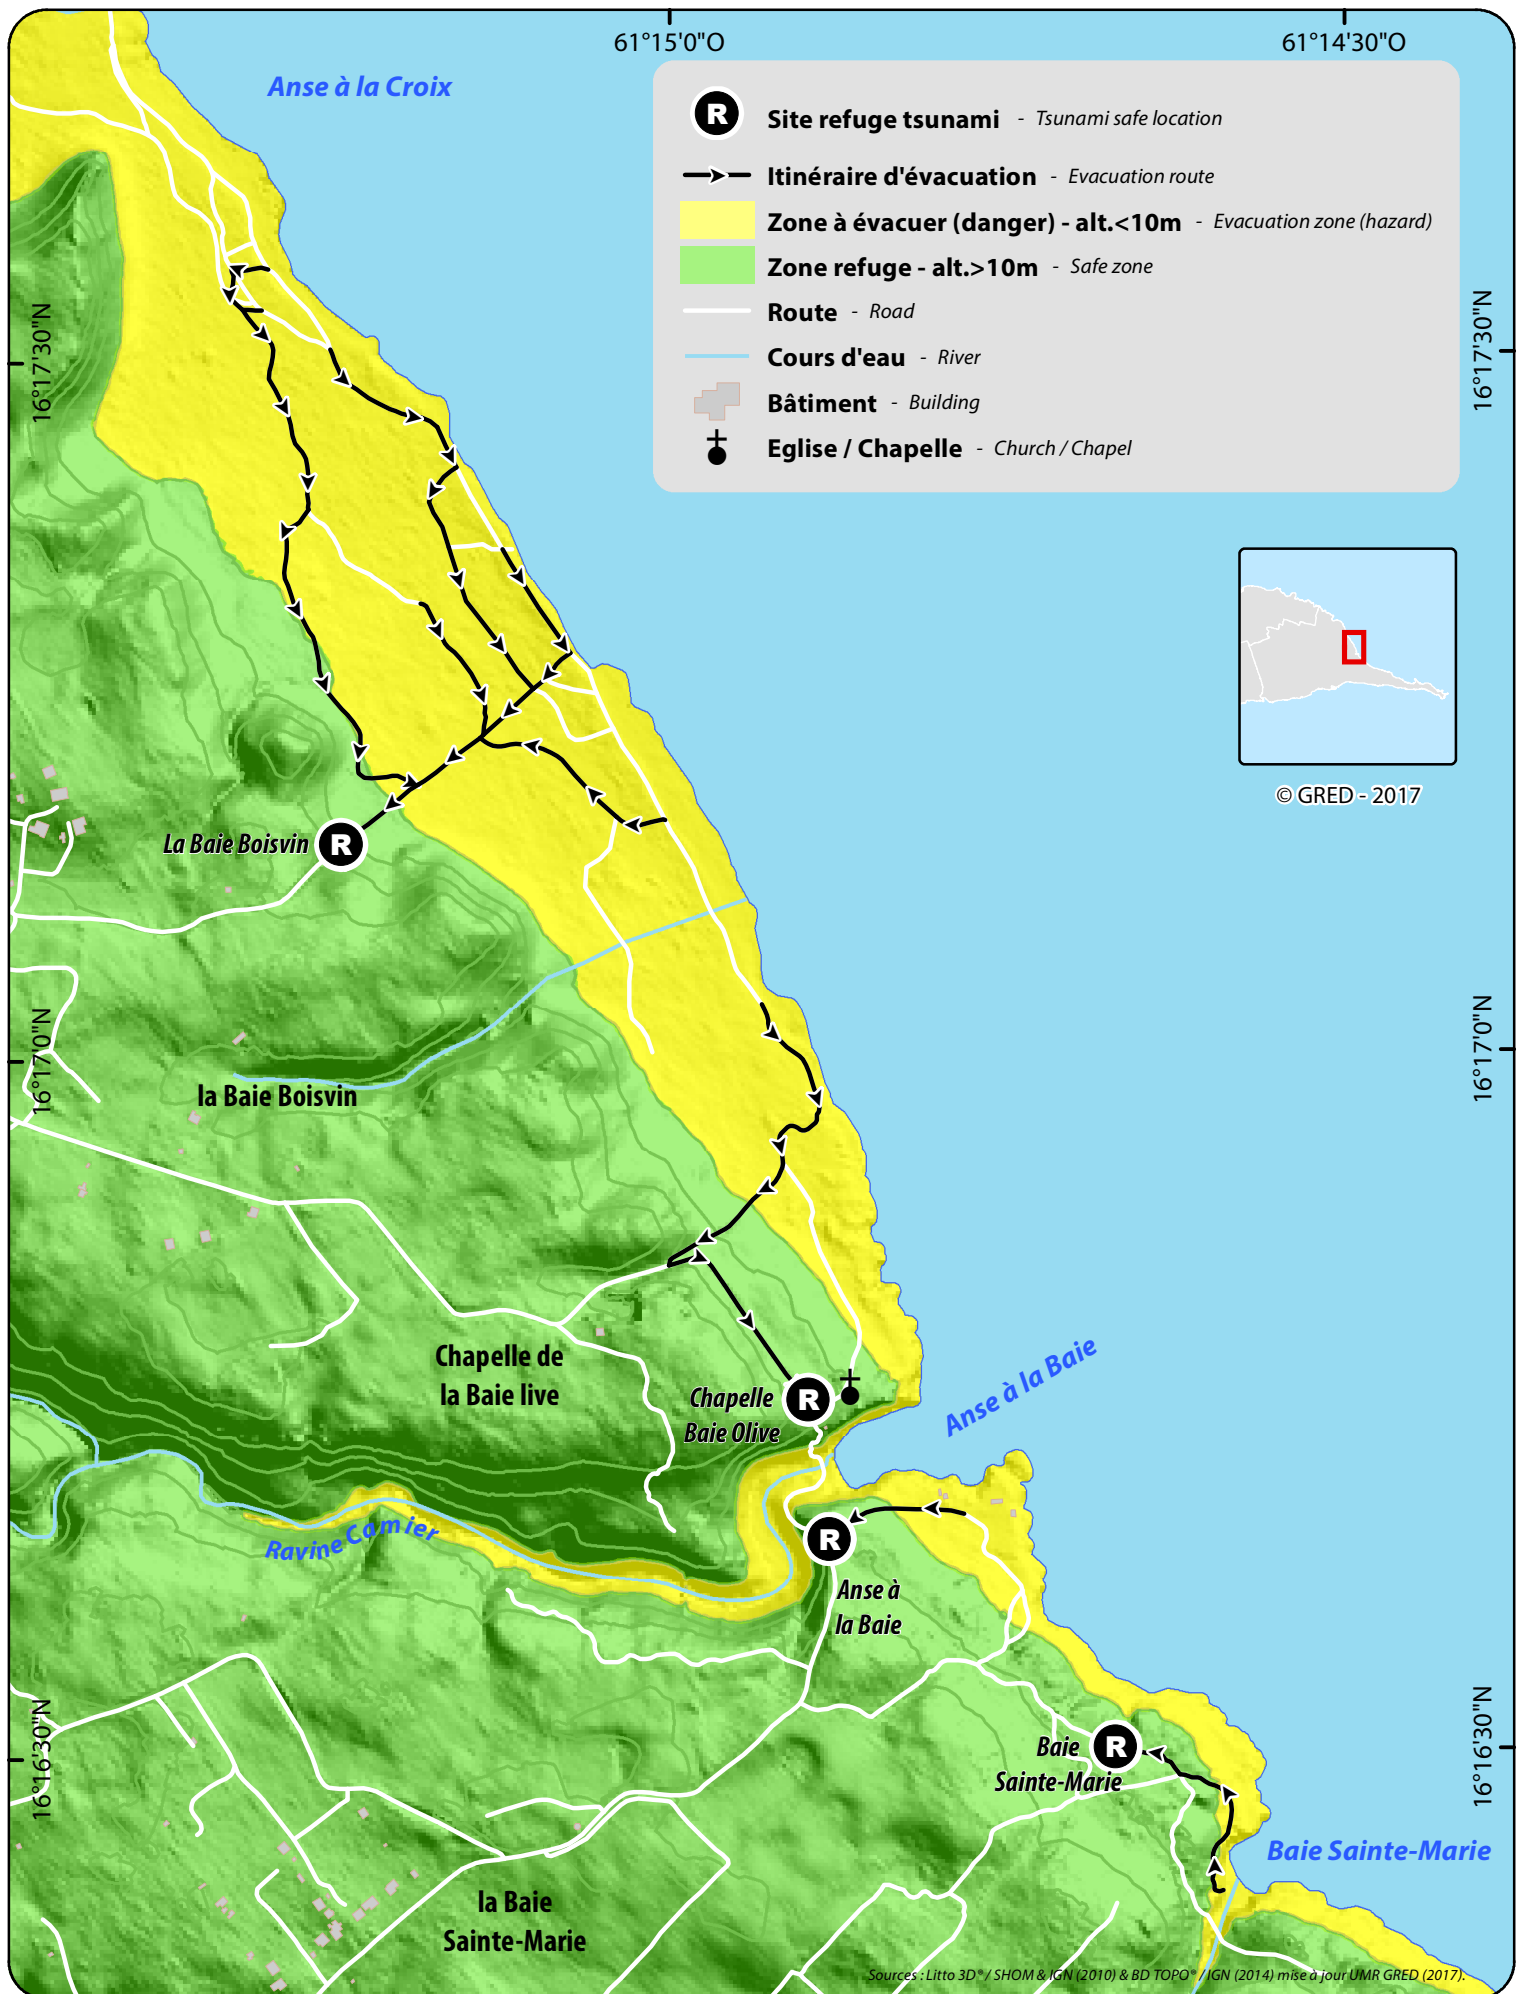 61°15'0"O
61°14'30"O
Anse à la Croix
R Site refuge tsunami - Tsunami safe location
Itinéraire d'évacuation - Evacuation route
Zone à évacuer (danger) - alt.<10m - Evacuation zone (hazard)
Zone refuge - alt.>10m - Safe zone
Route - Road
Cours d'eau - River
Bâtiment - Building
Eglise / Chapelle - Church / Chapel
16°17'30"N
16°17'30"N
© GRED - 2017
La Baie Boisvin R
16°17'0"N
16°17'0"N
la Baie Boisvin
Chapelle de
la Baie live
Chapelle
Baie Olive
R
Anse à la Baie
Ravine Camier
R
Anse à
la Baie
16°16'30"N
16°16'30"N
Baie
Sainte-Marie
R
Baie Sainte-Marie
la Baie
Sainte-Marie
Sources : Litto 3D® / SHOM & IGN (2010) & BD TOPO® / IGN (2014) mise à jour UMR GRED (2017).